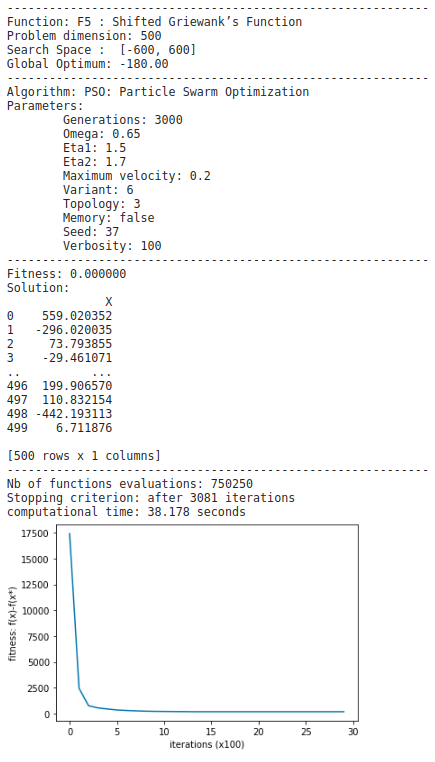 ------------------------------------------------------------
Function: F5 : Shifted Griewank’s Function
Problem dimension: 500
Search Space :  [-600, 600]
Global Optimum: -180.00
------------------------------------------------------------
Algorithm: PSO: Particle Swarm Optimization
Parameters:
        Generations: 3000
        Omega: 0.65
        Eta1: 1.5
        Eta2: 1.7
        Maximum velocity: 0.2
        Variant: 6
        Topology: 3
        Memory: false
        Seed: 37
        Verbosity: 100
------------------------------------------------------------
Fitness: 0.000000
Solution:
              X
0    559.020352
1   -296.020035
2     73.793855
3    -29.461071
..          ...
496  199.906570
497  110.832154
498 -442.193113
499    6.711876

[500 rows x 1 columns]
------------------------------------------------------------
Nb of functions evaluations: 750250
Stopping criterion: after 3081 iterations
computational time: 38.178 seconds
17500
15000
12500
10000
7500
5000
2500
0
fitness: f(x)-f(x*)
0 5 10 15 20 25 30
iterations (x100)